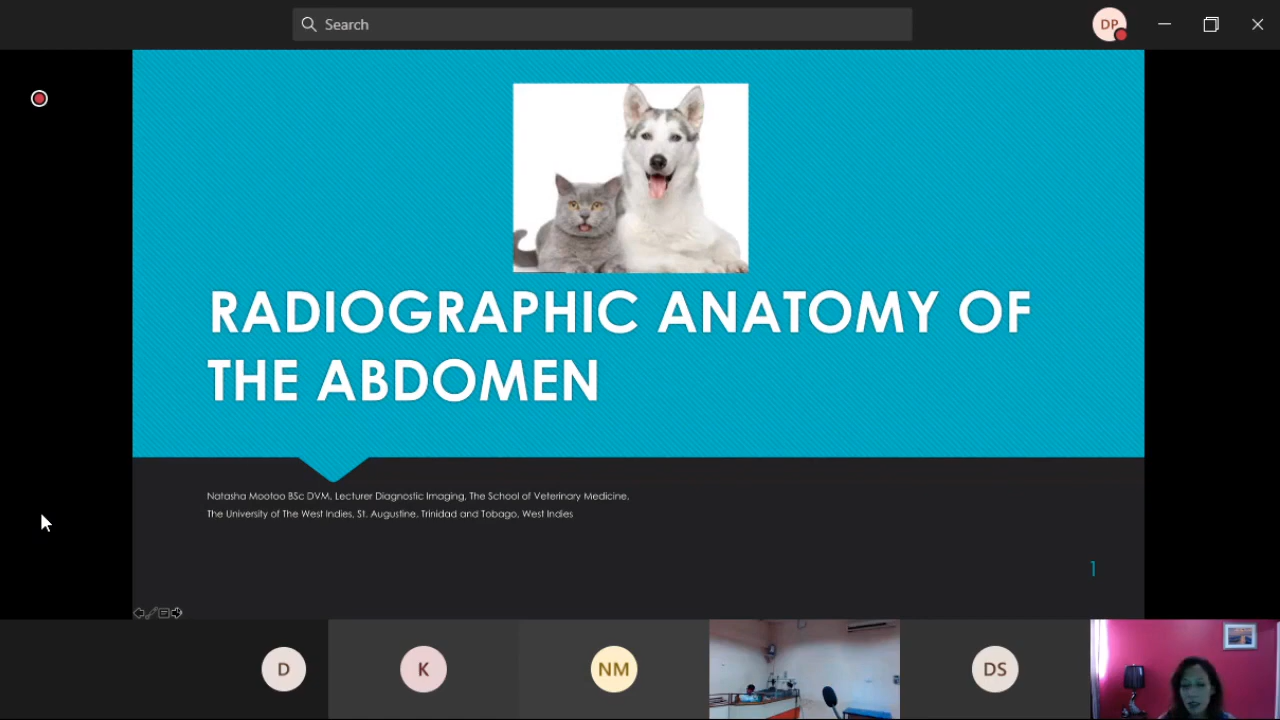 Search
DP
RADIOGRAPHIC ANATOMY OF
THE ABDOMEN
Natasha Mootoo BSc DVM, Lecturer Diagnostic Imaging, The School of Veterinary Medicine,
The University of The West Indies, St. Augustine, Trinidad and Tobago, West Indies
1
D
K
NM
DS